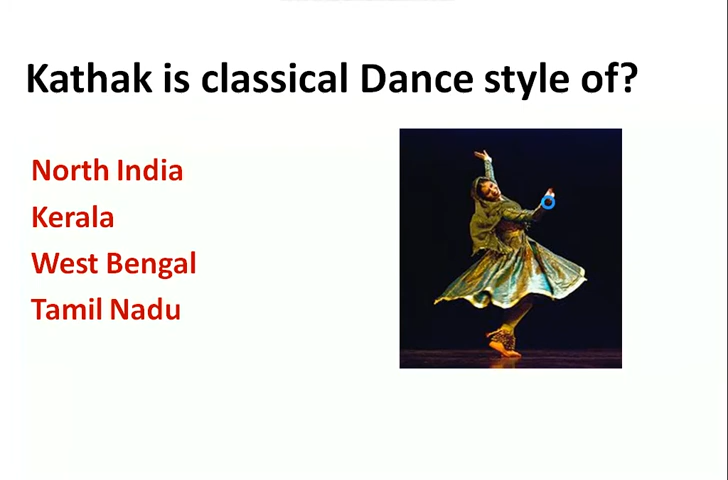 Kathak is classical Dance style of?
North India
Kerala
West Bengal
Tamil Nadu